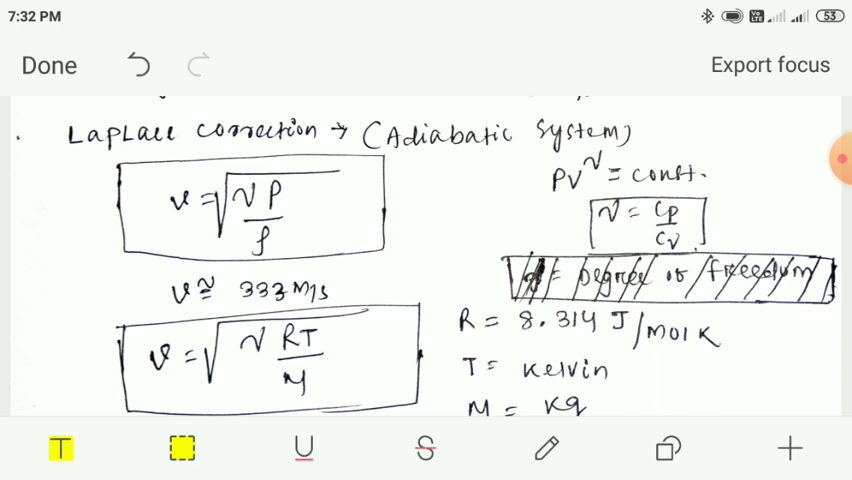 7:32 PM
53
Done
Export focus
Laplace correction → (Adiabatic system)
v = √(γP/ρ)
PV^γ = const.
γ = Cp/Cv
= Degree of freedom
v ≃ 333 m/s
R = 8.314 J/mol K
v = √(γRT/M)
T = Kelvin
M = Kg
T
U
S